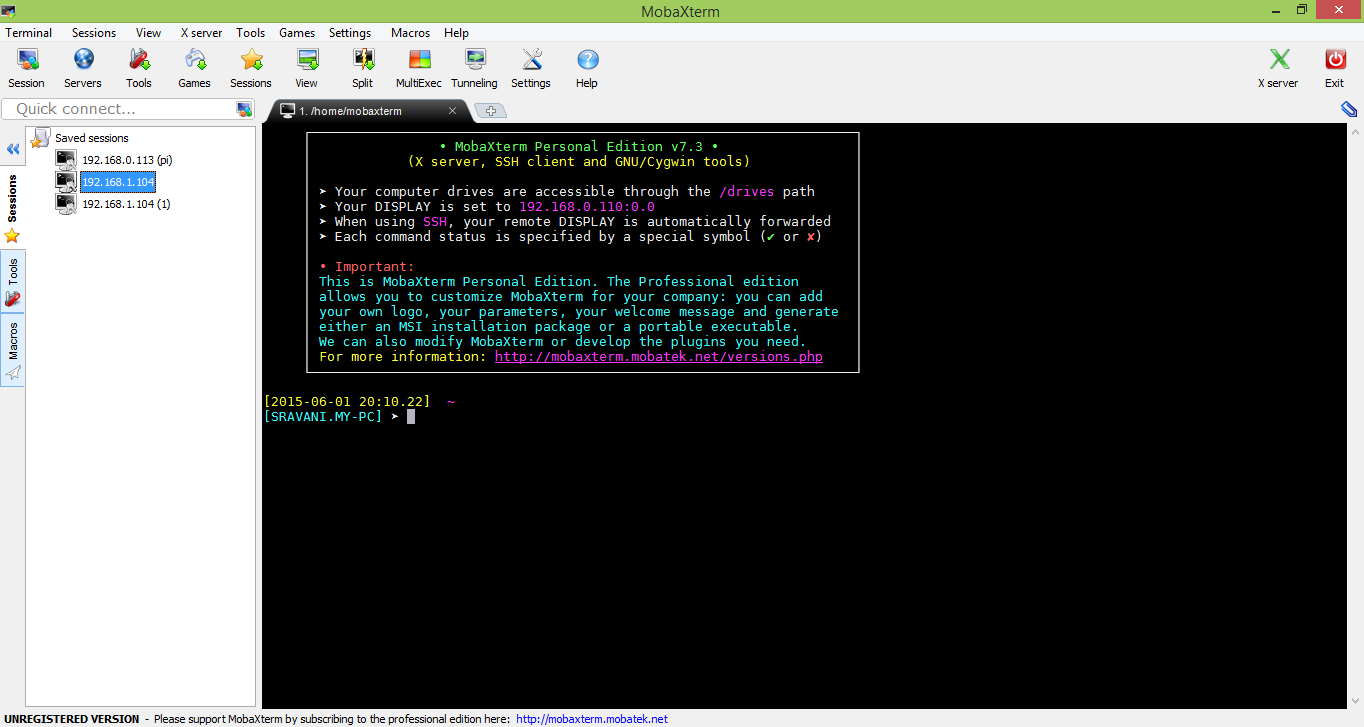 MobaXterm
Terminal Sessions View X server Tools Games Settings Macros Help
Session Servers Tools Games Sessions View Split MultiExec Tunneling Settings Help X server Exit
Quick connect...
1. /home/mobaxterm
Saved sessions
192.168.0.113 (pi)
192.168.1.104
192.168.1.104 (1)
Sessions
Tools
Macros
• MobaXterm Personal Edition v7.3 •
(X server, SSH client and GNU/Cygwin tools)
➤ Your computer drives are accessible through the /drives path
➤ Your DISPLAY is set to 192.168.0.110:0.0
➤ When using SSH, your remote DISPLAY is automatically forwarded
➤ Each command status is specified by a special symbol (✔ or ✘)
• Important:
This is MobaXterm Personal Edition. The Professional edition
allows you to customize MobaXterm for your company: you can add
your own logo, your parameters, your welcome message and generate
either an MSI installation package or a portable executable.
We can also modify MobaXterm or develop the plugins you need.
For more information: http://mobaxterm.mobatek.net/versions.php
[2015-06-01 20:10.22] ~
[SRAVANI.MY-PC] ➤
UNREGISTERED VERSION - Please support MobaXterm by subscribing to the professional edition here: http://mobaxterm.mobatek.net